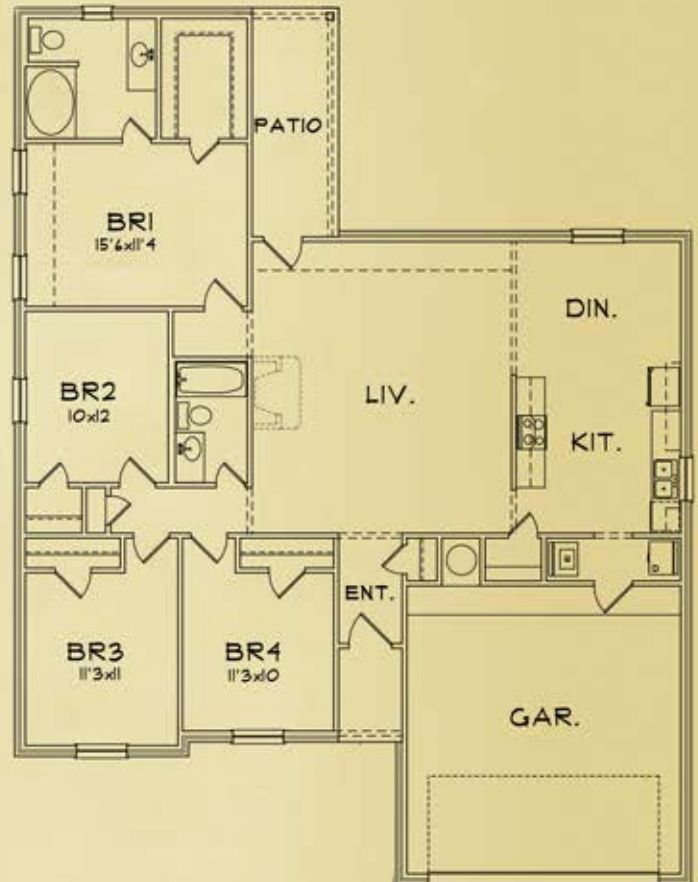 PATIO
BR1
15'6x11'4
DIN.
BR2
10x12
LIV.
KIT.
ENT.
BR3
11'3x11
BR4
11'3x10
GAR.